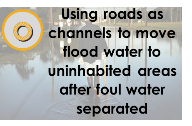 Using roads as
channels to move
flood water to
uninhabited areas
after foul water
separated